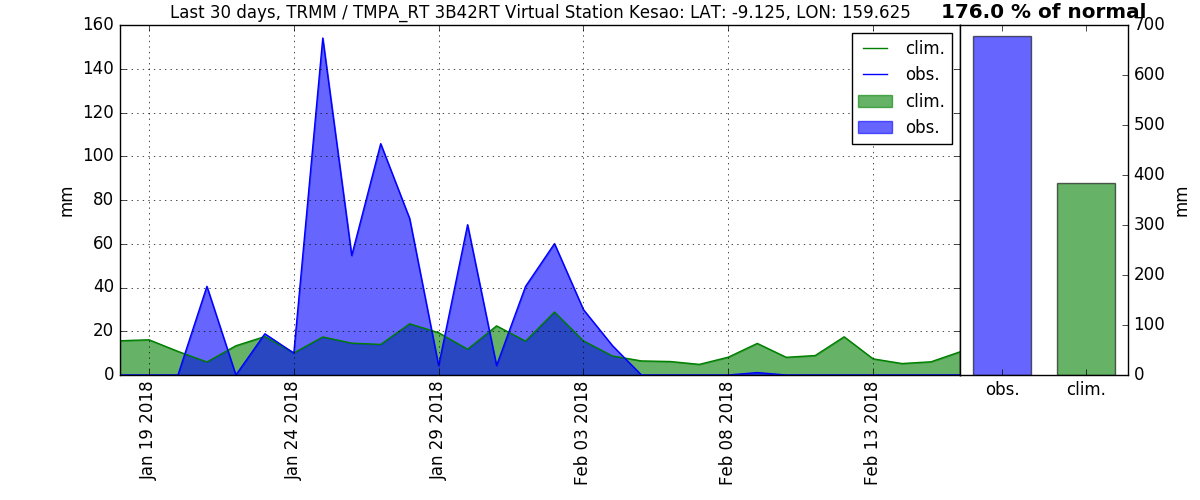 Last 30 days, TRMM / TMPA_RT 3B42RT Virtual Station Kesao: LAT: -9.125, LON: 159.625
176.0 % of normal
160
140
120
100
80
60
40
20
0
mm
clim.
obs.
clim.
obs.
Jan 19 2018
Jan 24 2018
Jan 29 2018
Feb 03 2018
Feb 08 2018
Feb 13 2018
700
600
500
400
300
200
100
0
mm
obs.
clim.